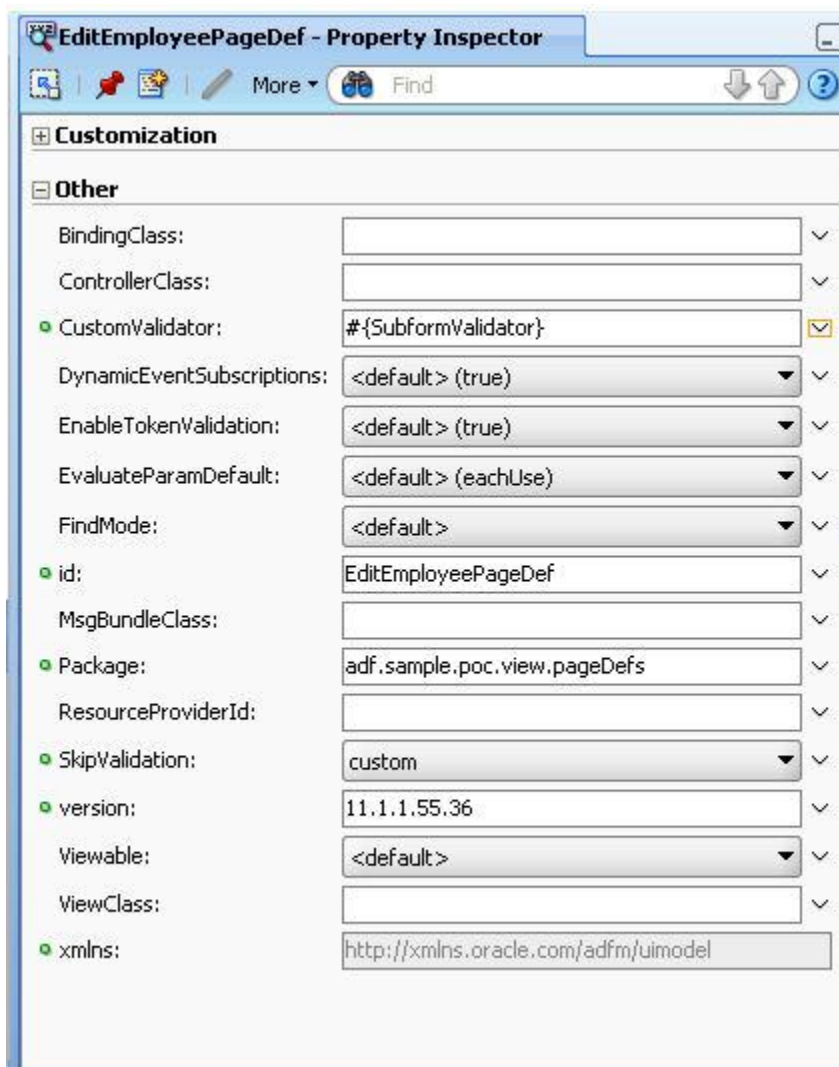 EditEmployeePageDef - Property Inspector
More Find
Customization
Other
BindingClass:
ControllerClass:
CustomValidator: #{SubformValidator}
DynamicEventSubscriptions: <default> (true)
EnableTokenValidation: <default> (true)
EvaluateParamDefault: <default> (eachUse)
FindMode: <default>
id: EditEmployeePageDef
MsgBundleClass:
Package: adf.sample.poc.view.pageDefs
ResourceProviderId:
SkipValidation: custom
version: 11.1.1.55.36
Viewable: <default>
ViewClass:
xmlns: http://xmlns.oracle.com/adfm/uimodel